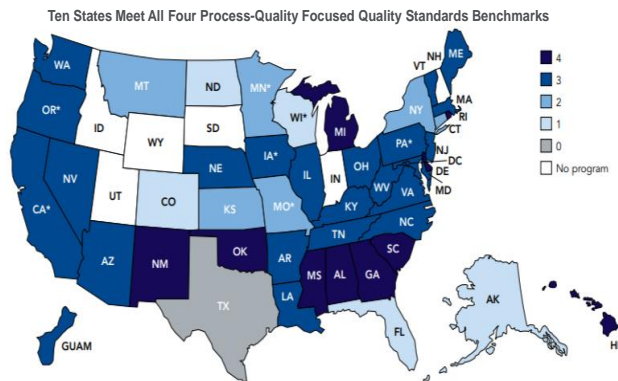 Ten States Meet All Four Process-Quality Focused Quality Standards Benchmarks
WA
OR*
CA*
NV
ID
MT
WY
UT
AZ
CO
NM
ND
SD
NE
KS
OK
TX
MN*
IA*
MO*
AR
LA
WI*
IL
MI
IN
OH
KY
TN
MS
AL
GA
FL
SC
NC
VA
WV
PA*
NY
VT
NH
ME
MA
RI
CT
NJ
DC
DE
MD
4
3
2
1
0
No program
GUAM
AK
H